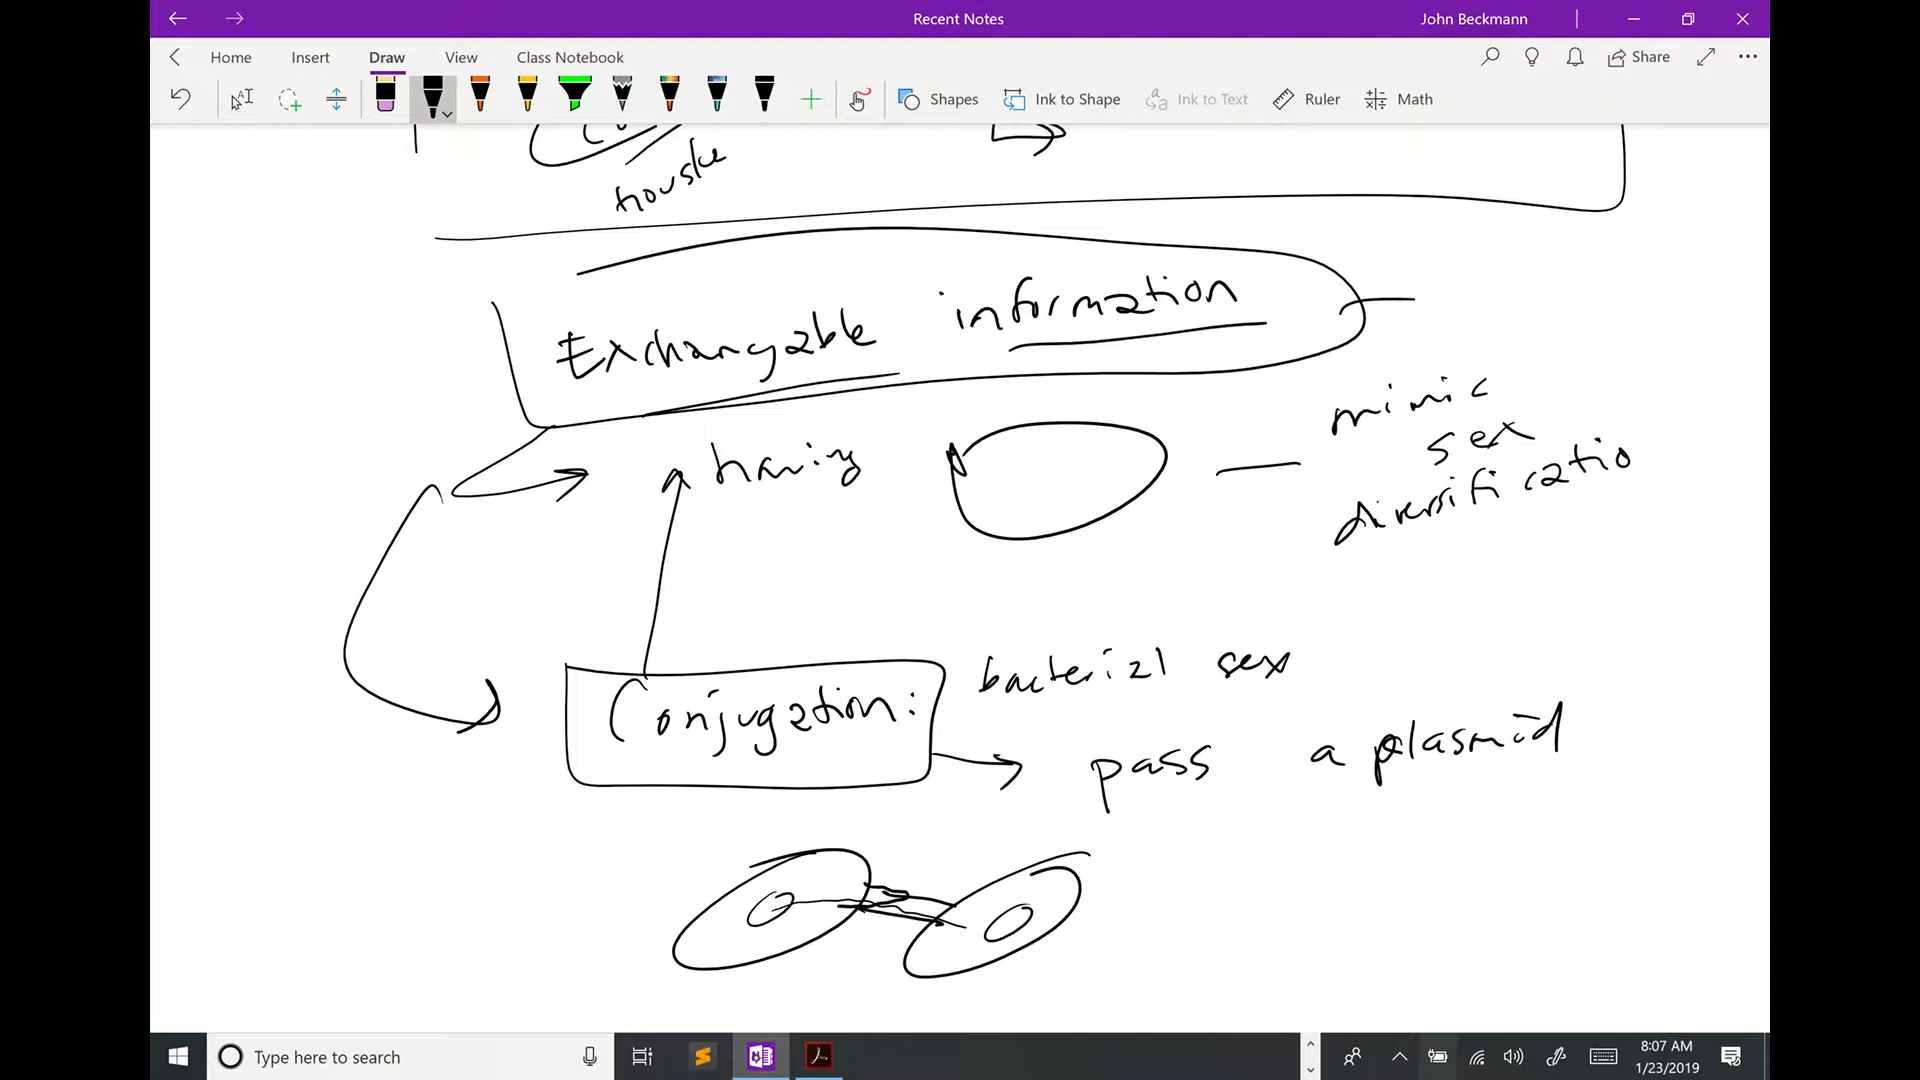 Recent Notes
John Beckmann
Home Insert Draw View Class Notebook
Share
Shapes Ink to Shape Ink to Text Ruler Math
Exchangable information
having
mimic
sex
diversificatio
Conjugation: bacterial sex
pass a plasmid
Type here to search
8:07 AM
1/23/2019